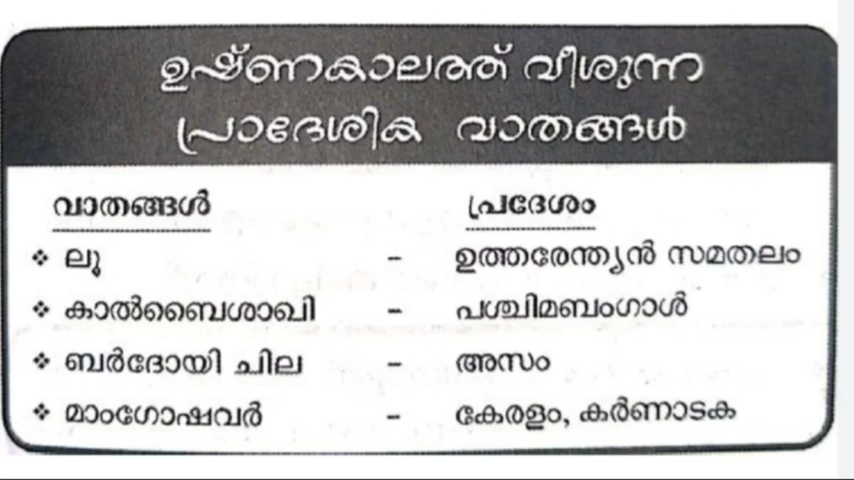 ഉഷ്ണകാലത്ത് വീശുന്ന
പ്രാദേശിക വാതങ്ങൾ
വാതങ്ങൾ പ്രദേശം
❖ ലൂ - ഉത്തരേന്ത്യൻ സമതലം
❖ കാൽബൈശാഖി - പശ്ചിമബംഗാൾ
❖ ബർദോയി ചില - അസം
❖ മാംഗോഷവർ - കേരളം, കർണാടക